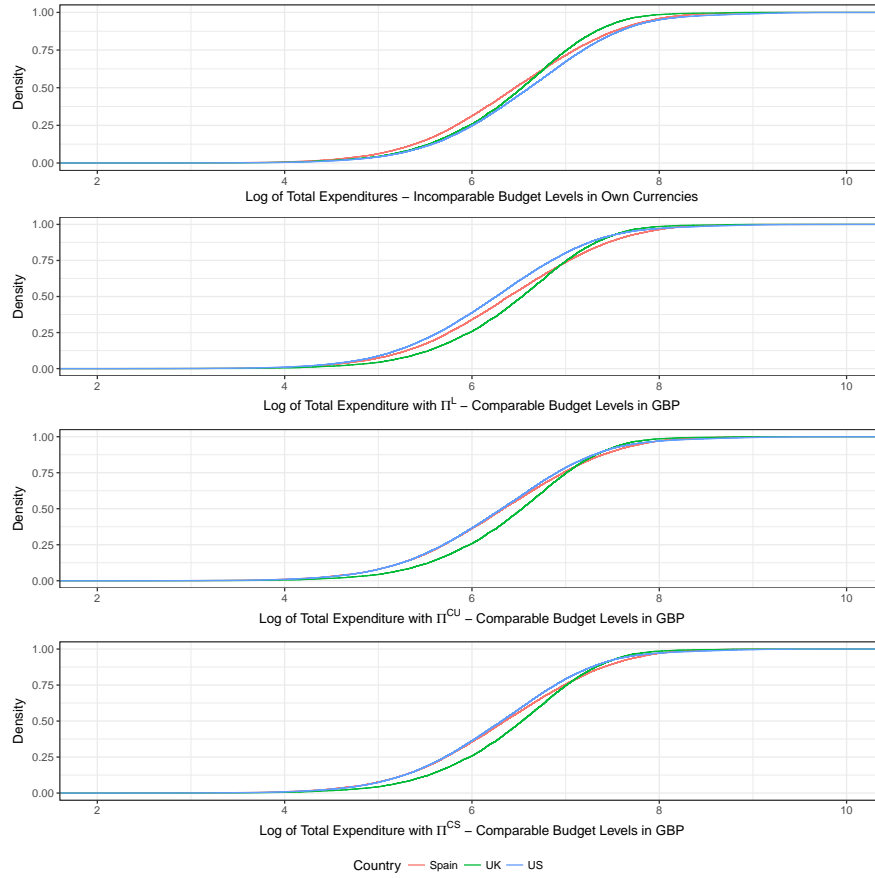 1.00
0.75
0.50
0.25
0.00
Density
2 4 6 8 10
Log of Total Expenditures − Incomparable Budget Levels in Own Currencies
1.00
0.75
0.50
0.25
0.00
Density
2 4 6 8 10
Log of Total Expenditure with Π^L − Comparable Budget Levels in GBP
1.00
0.75
0.50
0.25
0.00
Density
2 4 6 8 10
Log of Total Expenditure with Π^CU − Comparable Budget Levels in GBP
1.00
0.75
0.50
0.25
0.00
Density
2 4 6 8 10
Log of Total Expenditure with Π^CS − Comparable Budget Levels in GBP
Country Spain UK US